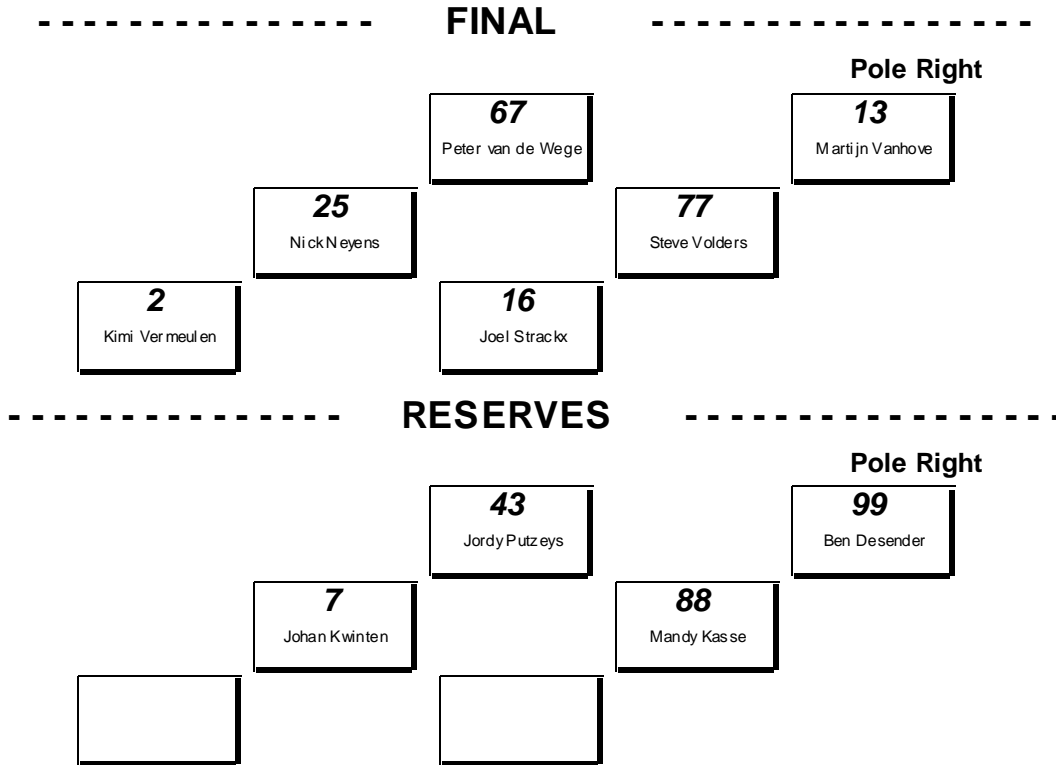 - - - - - - - - - - - - - - - FINAL - - - - - - - - - - - - - - - - -
Pole Right
67 13
Peter van de Wege Martijn Vanhove
25 77
Nick Neyens Steve Volders
2 16
Kimi Vermeulen Joel Strackx
- - - - - - - - - - - - - - - RESERVES - - - - - - - - - - - - - - - - -
Pole Right
43 99
Jordy Putzeys Ben Desender
7 88
Johan Kwinten Mandy Kasse